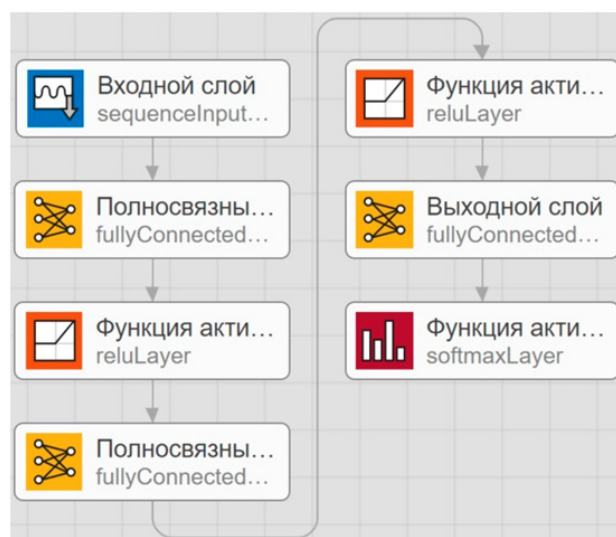 Входной слой
sequenceInput…
Полносвязны…
fullyConnected…
Функция акти…
reluLayer
Полносвязны…
fullyConnected…
Функция акти…
reluLayer
Выходной слой
fullyConnected…
Функция акти…
softmaxLayer